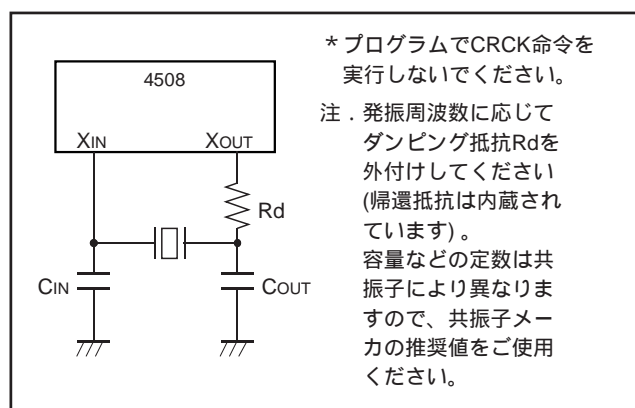 4508
XIN
XOUT
Rd
CIN
COUT
*プログラムでCRCK命令を
実行しないでください。
注．発振周波数に応じて
ダンピング抵抗Rdを
外付けしてください
(帰還抵抗は内蔵され
ています)。
容量などの定数は共
振子により異なりま
すので、共振子メー
カの推奨値をご使用
ください。